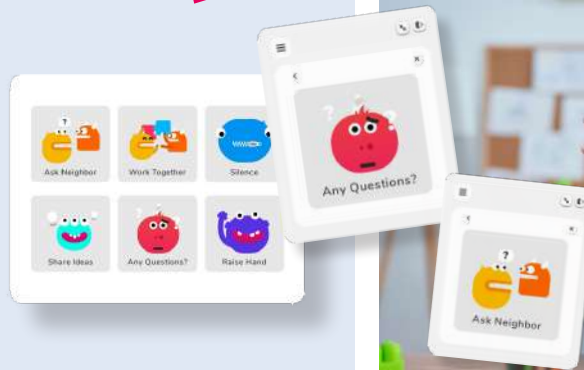 Ask Neighbor
Work Together
Silence
Share Ideas
Any Questions?
Raise Hand
Any Questions?
Ask Neighbor